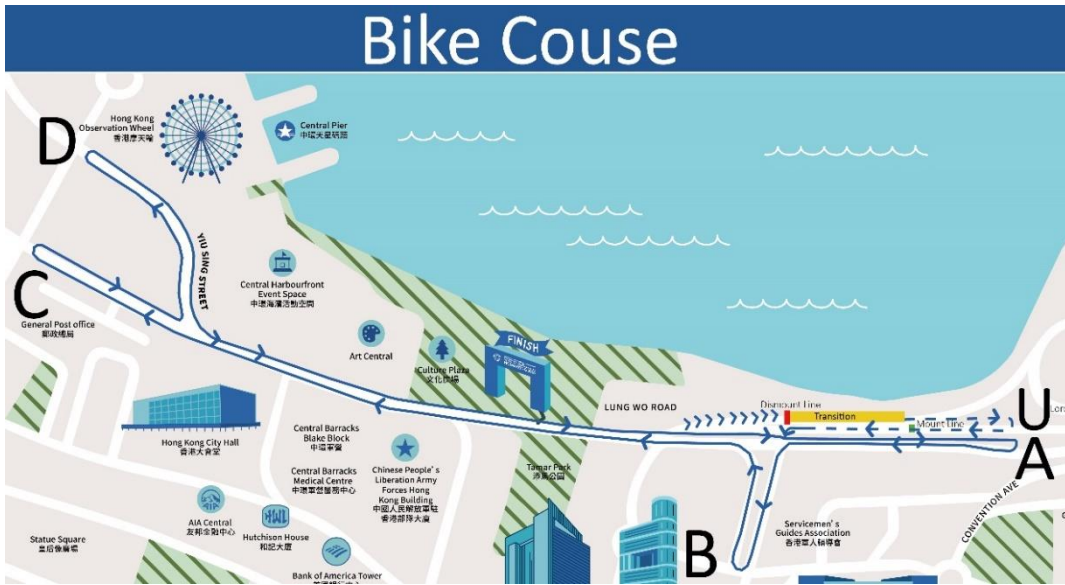 Bike Couse
Hong Kong
Observation Wheel
香港摩天輪
Central Pier
中環天星碼頭
D
YIU SING STREET
C
General Post office
郵政總局
Central Harbourfront
Event Space
中環海濱活動空間
Art Central
Culture Plaza
文化廣場
FINISH
LUNG WO ROAD
Dismount Line
Transition
Mount Line
U
A
Hong Kong City Hall
香港大會堂
Central Barracks
Blake Block
中環軍營
Central Barracks
Medical Centre
中環軍營醫務中心
Chinese People's
Liberation Army
Forces Hong
Kong Building
中國人民解放軍駐
香港部隊大廈
Tamar Park
添馬公園
AIA Central
友邦金融中心
Hutchison House
和記大廈
Statue Square
皇后像廣場
Bank of America Tower
B
Servicemen's
Guides Association
香港軍人輔導會
CONVENTION AVE